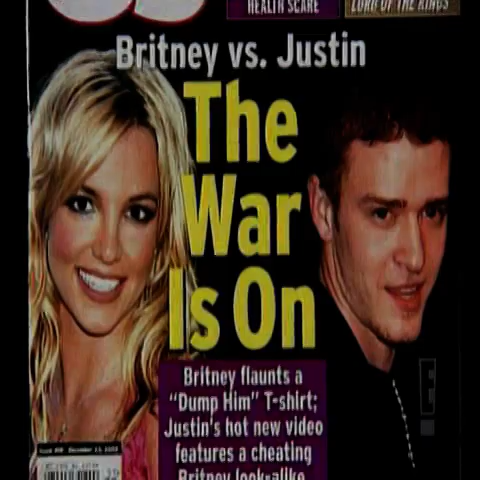 US
HEALTH SCARE
LORD OF THE RINGS
Britney vs. Justin
The
War
Is On
Britney flaunts a
"Dump Him" T-shirt;
Justin's hot new video
features a cheating
Britney look-alike
E!